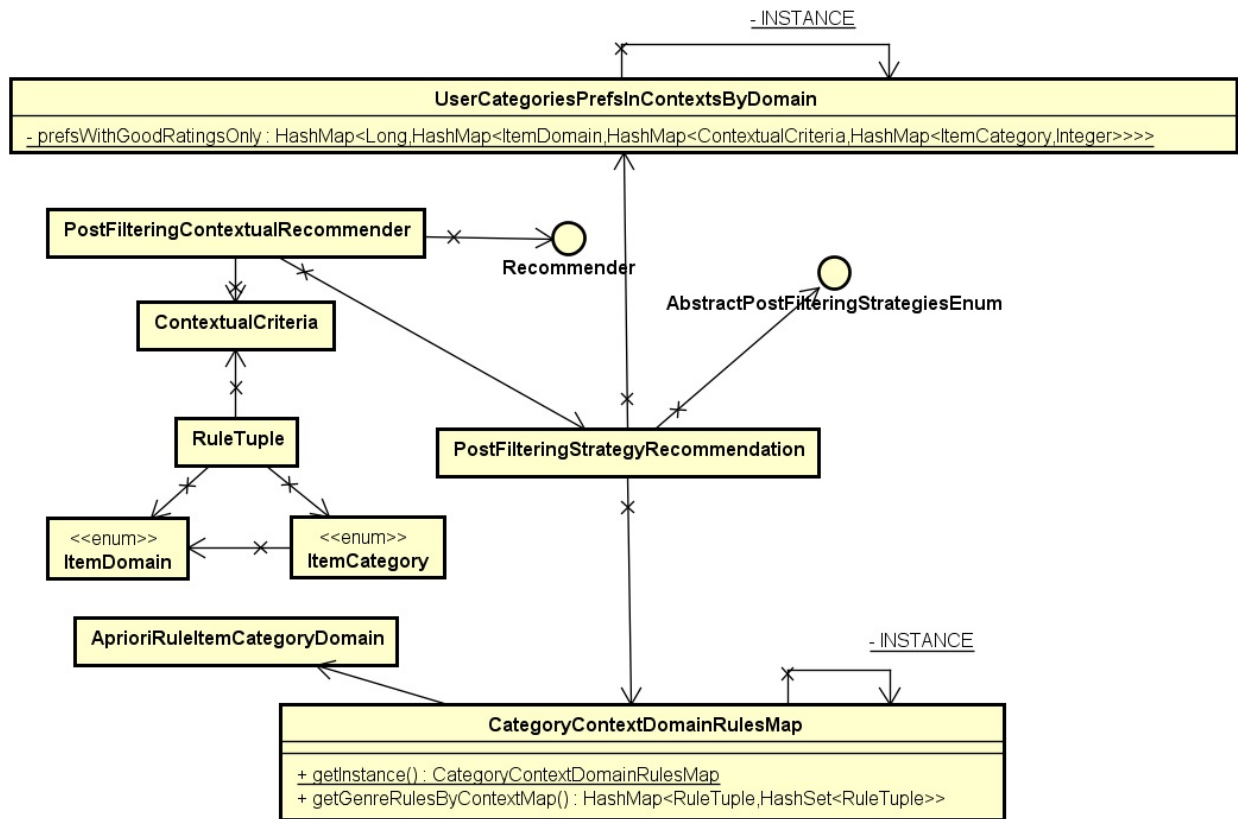 - INSTANCE
UserCategoriesPrefsInContextsByDomain
- prefsWithGoodRatingsOnly : HashMap<Long,HashMap<ItemDomain,HashMap<ContextualCriteria,HashMap<ItemCategory,Integer>>>>
PostFilteringContextualRecommender
Recommender
AbstractPostFilteringStrategiesEnum
ContextualCriteria
RuleTuple
PostFilteringStrategyRecommendation
<<enum>>
ItemDomain
<<enum>>
ItemCategory
AprioriRuleItemCategoryDomain
- INSTANCE
CategoryContextDomainRulesMap
+ getInstance() : CategoryContextDomainRulesMap
+ getGenreRulesByContextMap() : HashMap<RuleTuple,HashSet<RuleTuple>>